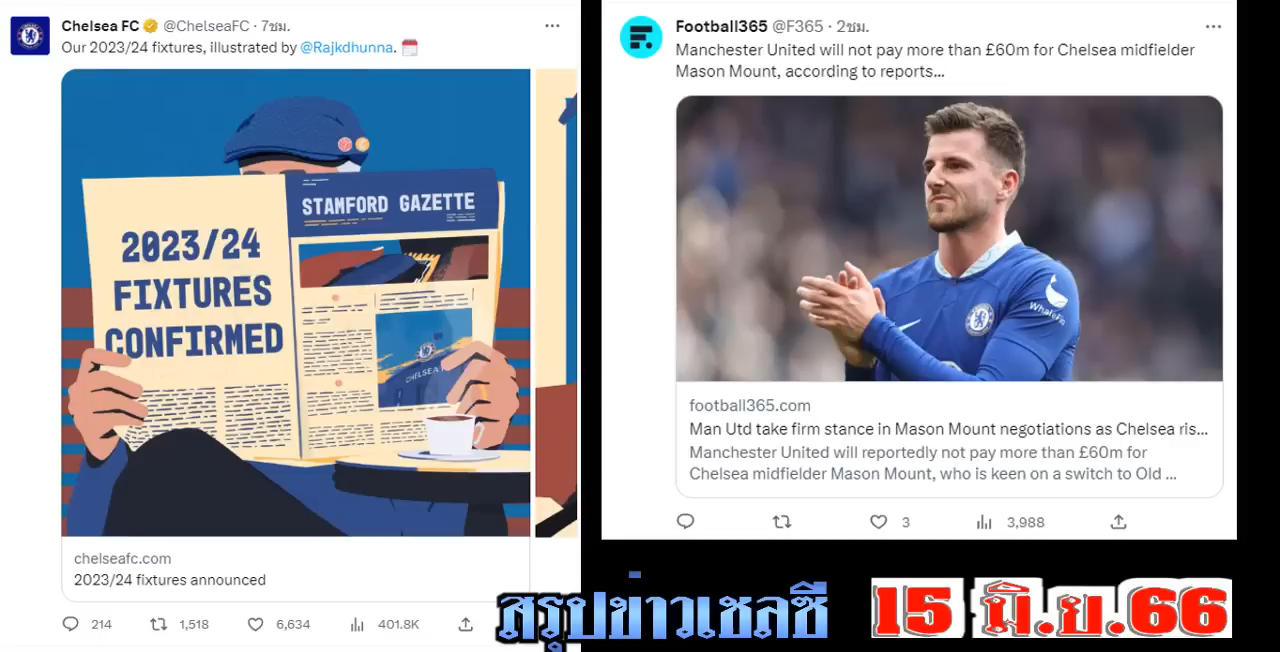 Chelsea FC @ChelseaFC · 7ชม.
Our 2023/24 fixtures, illustrated by @Rajkdhunna.
STAMFORD GAZETTE
2023/24
FIXTURES
CONFIRMED
CHELSEA F
chelseafc.com
2023/24 fixtures announced
214 1,518 6,634 401.8K
Football365 @F365 · 2ชม.
Manchester United will not pay more than £60m for Chelsea midfielder
Mason Mount, according to reports...
WhaleFin
football365.com
Man Utd take firm stance in Mason Mount negotiations as Chelsea ris...
Manchester United will reportedly not pay more than £60m for
Chelsea midfielder Mason Mount, who is keen on a switch to Old ...
3 3,988
สรุปข่าวเชลซี 15 มิ.ย.66